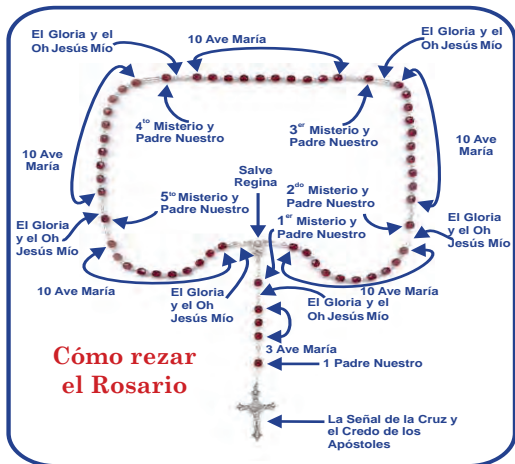 El Gloria y el
Oh Jesús Mío
10 Ave María
El Gloria y el
Oh Jesús Mío
4to Misterio y
Padre Nuestro
3er Misterio y
Padre Nuestro
10 Ave
María
10 Ave
María
Salve
Regina
5to Misterio y
Padre Nuestro
2do Misterio y
Padre Nuestro
1er Misterio y
Padre Nuestro
El Gloria
y el Oh
Jesús Mío
El Gloria
y el Oh
Jesús Mío
10 Ave María
El Gloria
y el Oh
Jesús Mío
10 Ave María
El Gloria y el
Oh Jesús Mío
3 Ave María
1 Padre Nuestro
Cómo rezar
el Rosario
La Señal de la Cruz y
el Credo de los
Apóstoles